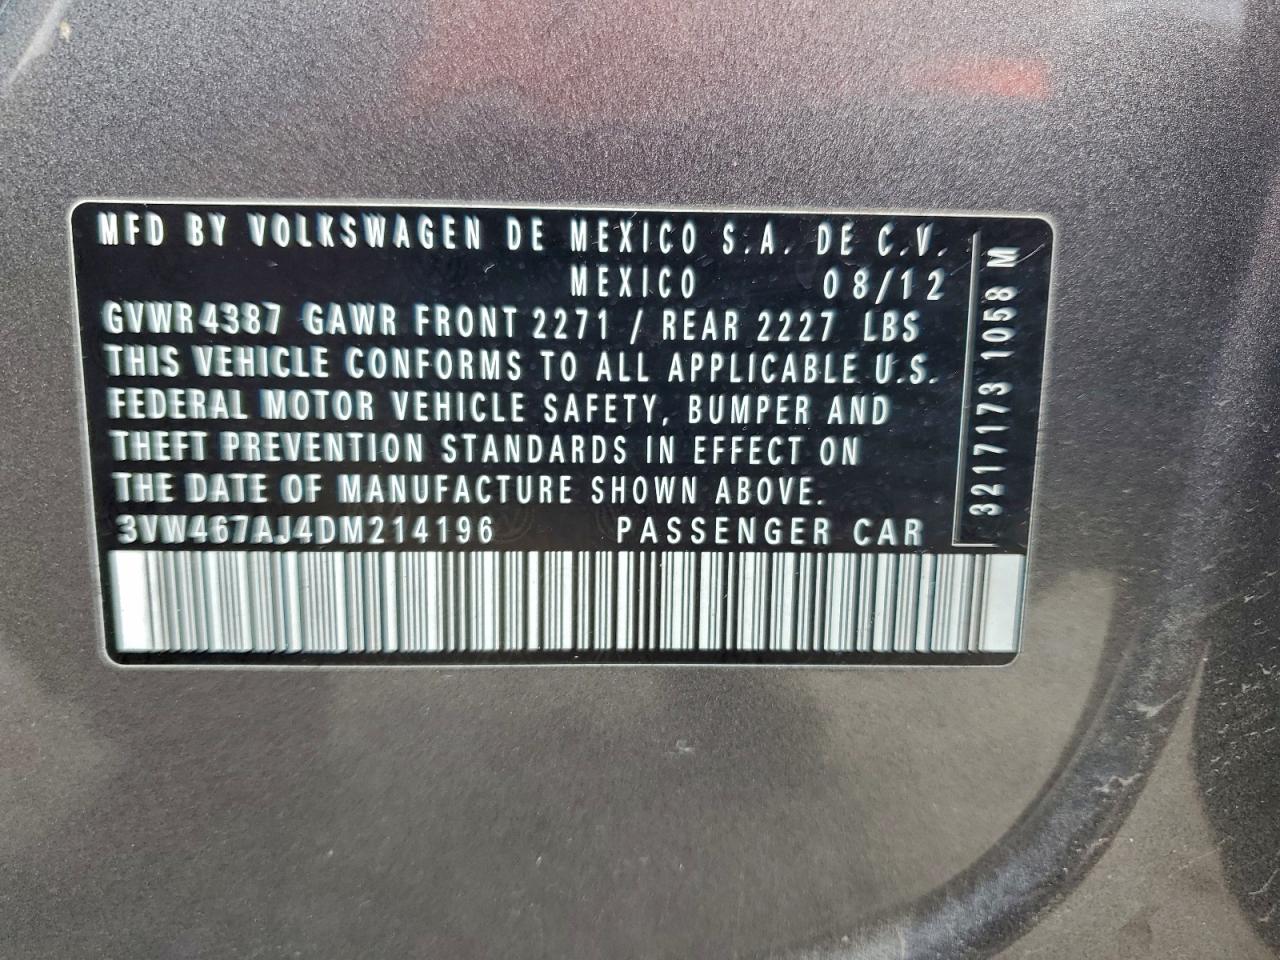 MFD BY VOLKSWAGEN DE MEXICO S.A. DE C.V.
MEXICO 08/12
GVWR 4387 GAWR FRONT 2271 / REAR 2227 LBS
THIS VEHICLE CONFORMS TO ALL APPLICABLE U.S.
FEDERAL MOTOR VEHICLE SAFETY, BUMPER AND
THEFT PREVENTION STANDARDS IN EFFECT ON
THE DATE OF MANUFACTURE SHOWN ABOVE.
3VW467AJ4DM214196 PASSENGER CAR
3217173 1058 M